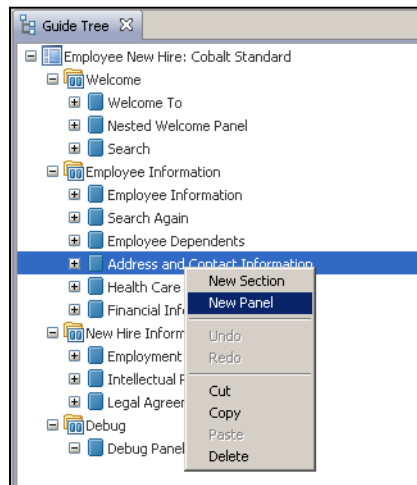 Guide Tree
Employee New Hire: Cobalt Standard
Welcome
Welcome To
Nested Welcome Panel
Search
Employee Information
Employee Information
Search Again
Employee Dependents
Address and Contact Information
New Section
Health Care
New Panel
Financial Inf
Undo
New Hire Inform
Redo
Employment
Intellectual
Cut
Legal Agreer
Copy
Debug
Paste
Debug Panel
Delete